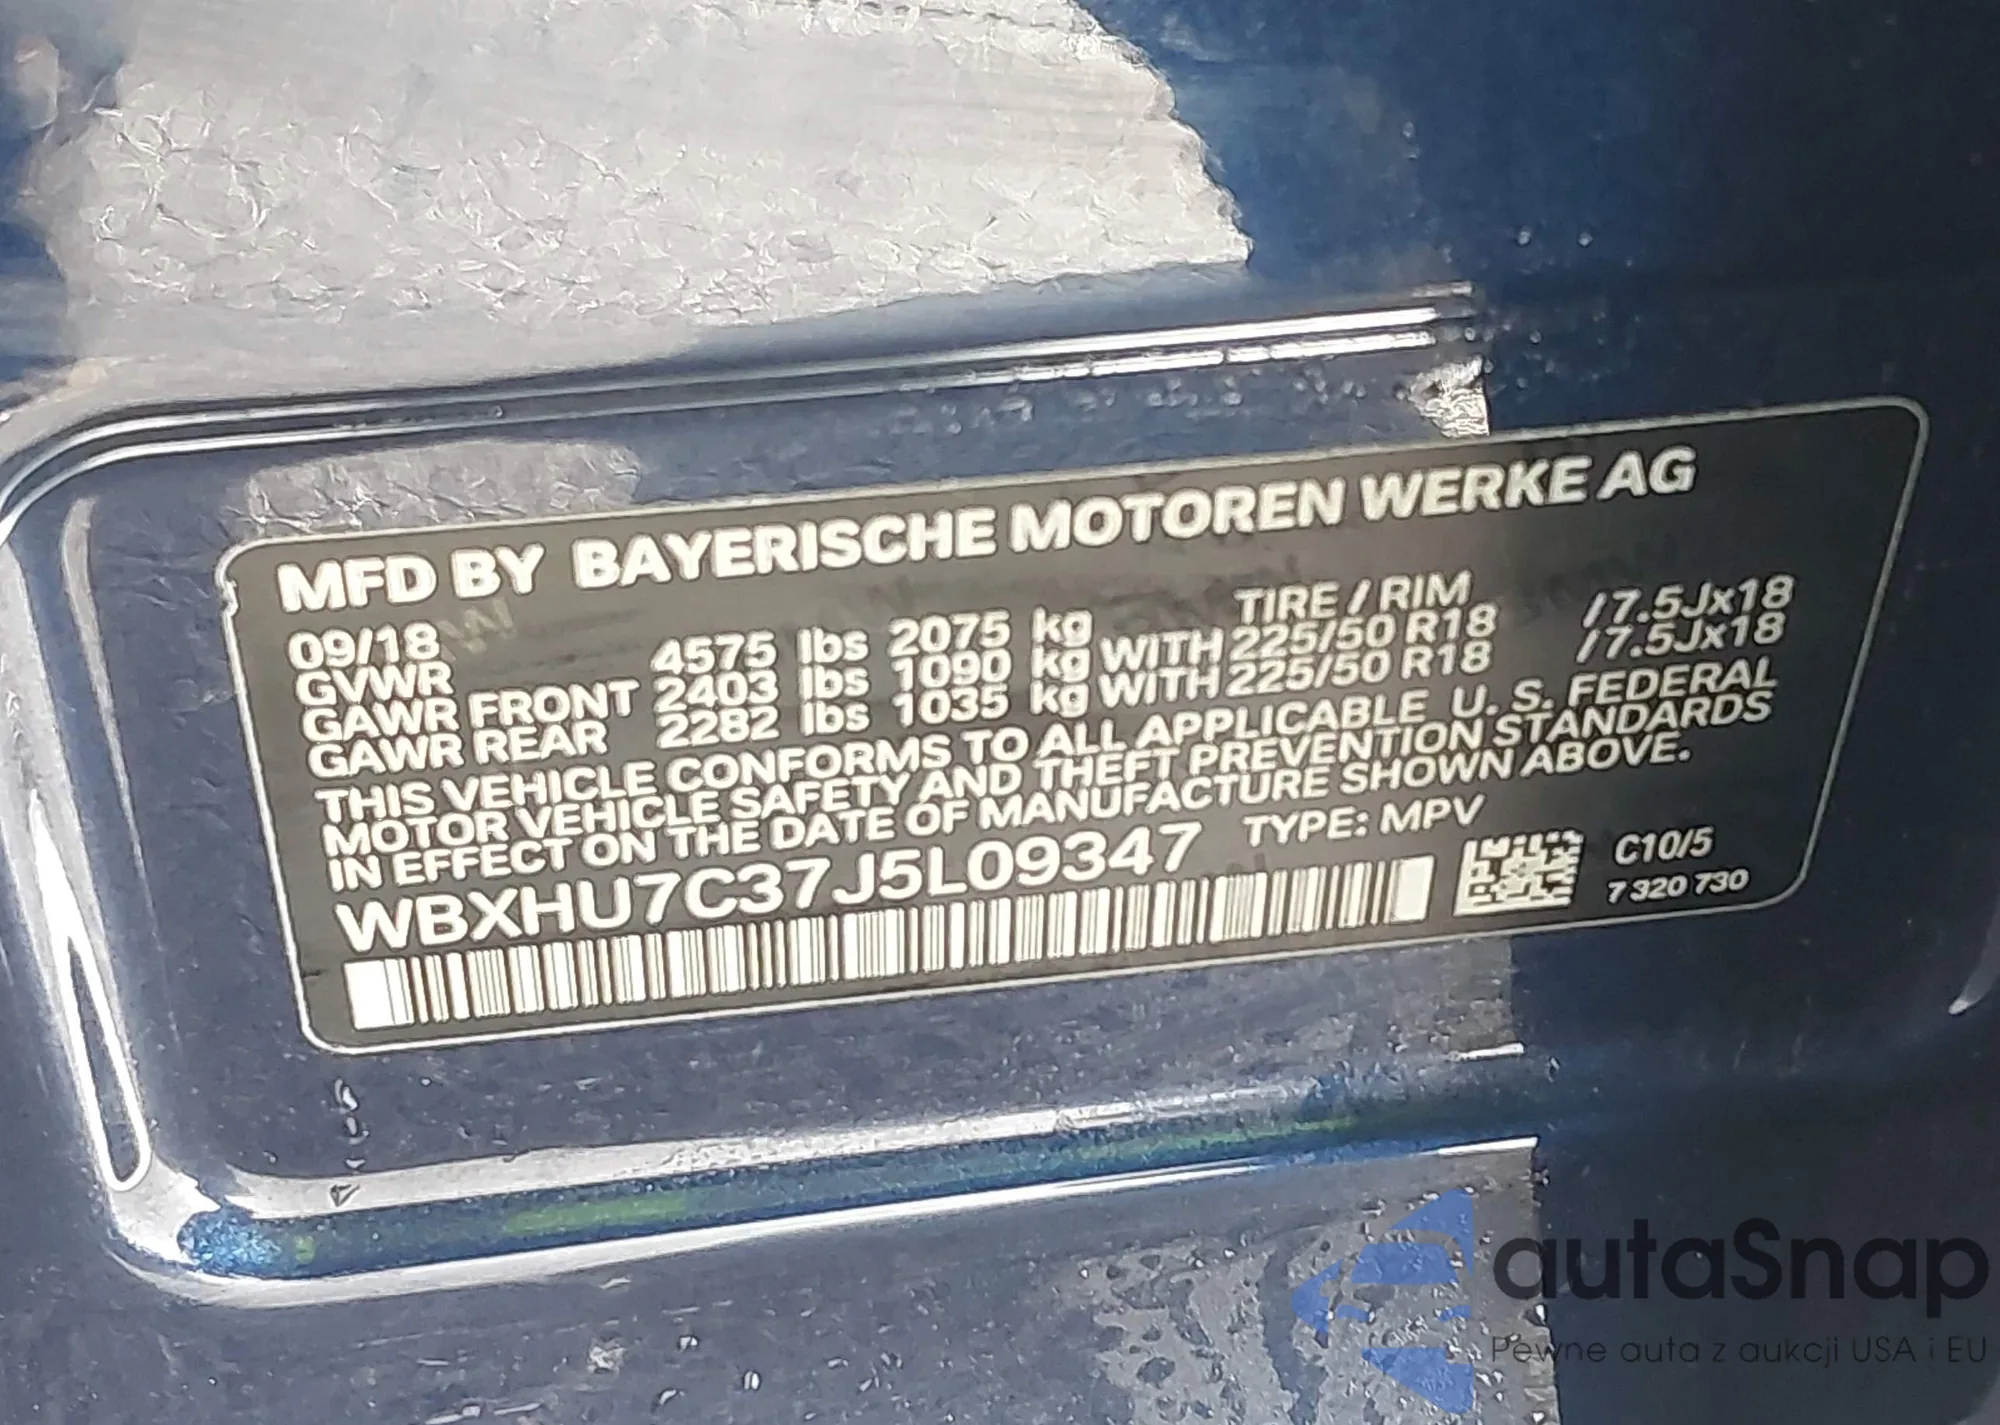 MFD BY BAYERISCHE MOTOREN WERKE AG
09/18 TIRE / RIM
GVWR 4575 lbs 2075 kg
GAWR FRONT 2403 lbs 1090 kg WITH 225/50 R18 /7.5Jx18
GAWR REAR 2282 lbs 1035 kg WITH 225/50 R18 /7.5Jx18
THIS VEHICLE CONFORMS TO ALL APPLICABLE U. S. FEDERAL
MOTOR VEHICLE SAFETY AND THEFT PREVENTION STANDARDS
IN EFFECT ON THE DATE OF MANUFACTURE SHOWN ABOVE.
WBXHU7C37J5L09347 TYPE: MPV
C10/5
7 320 730
autaSnap
Pewne auta z aukcji USA i EU